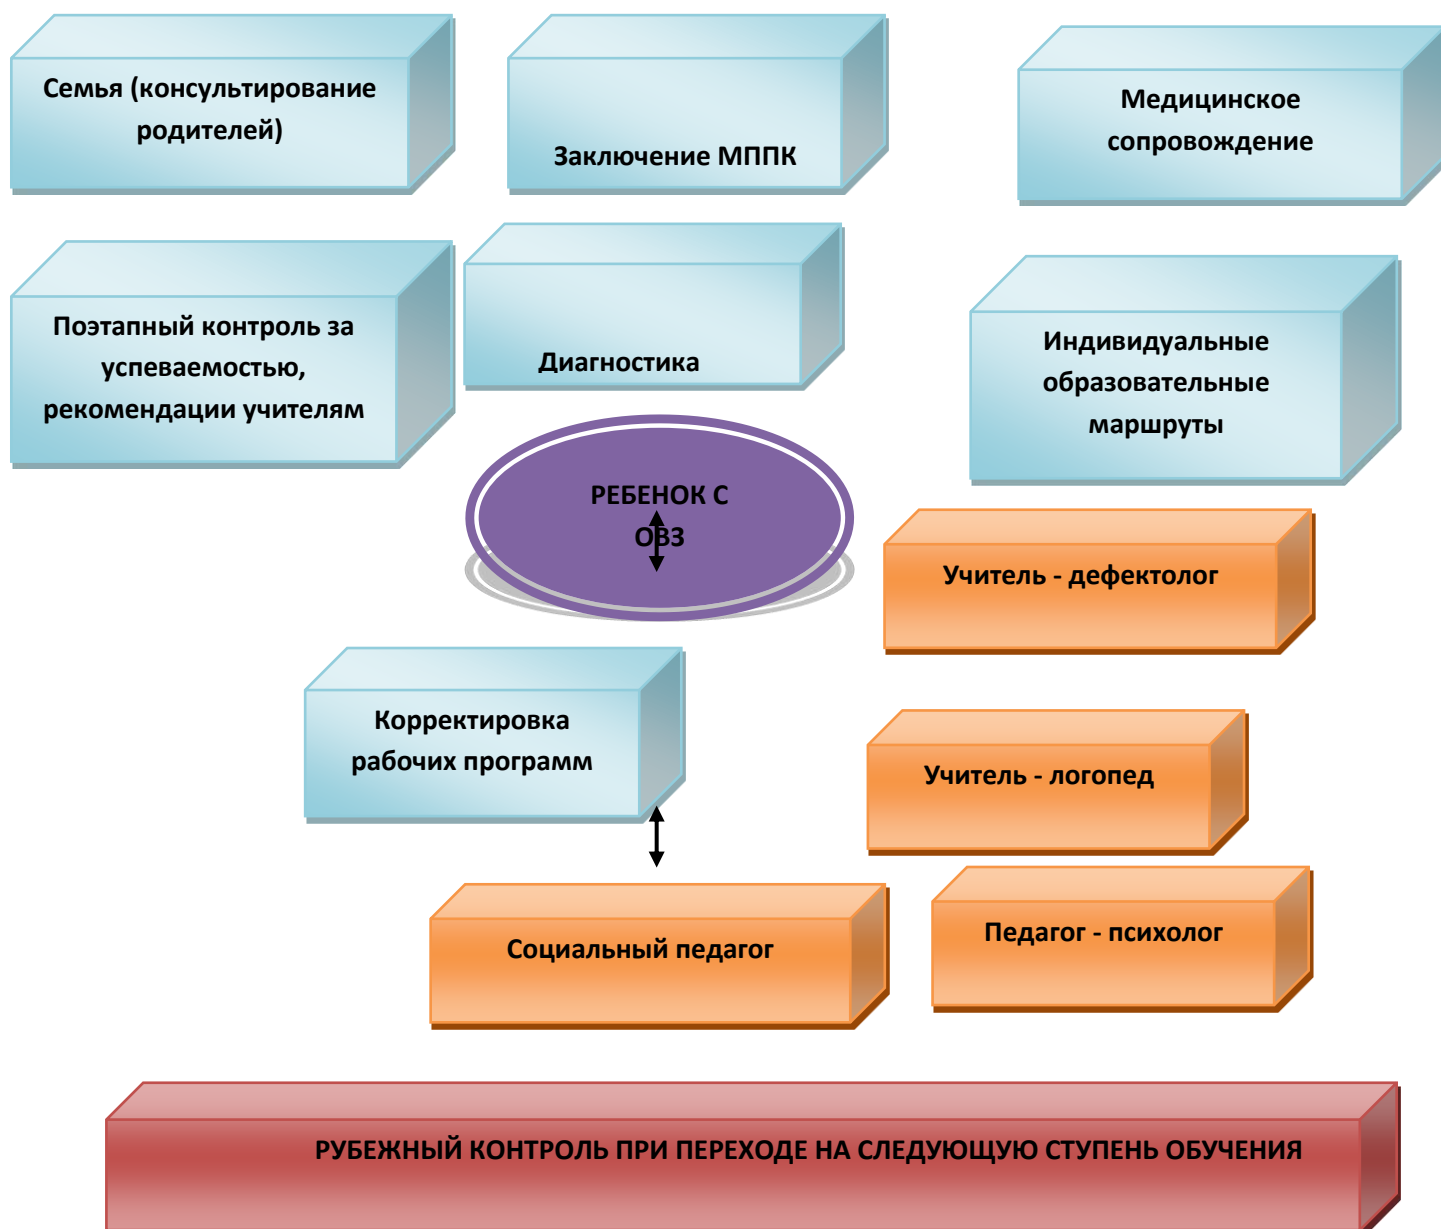 Семья (консультирование
родителей)
Заключение МППК
Медицинское
сопровождение
Поэтапный контроль за
успеваемостью,
рекомендации учителям
Диагностика
Индивидуальные
образовательные
маршруты
РЕБЕНОК С
ОВЗ
Учитель - дефектолог
Корректировка
рабочих программ
Учитель - логопед
Социальный педагог
Педагог - психолог
РУБЕЖНЫЙ КОНТРОЛЬ ПРИ ПЕРЕХОДЕ НА СЛЕДУЮЩУЮ СТУПЕНЬ ОБУЧЕНИЯ